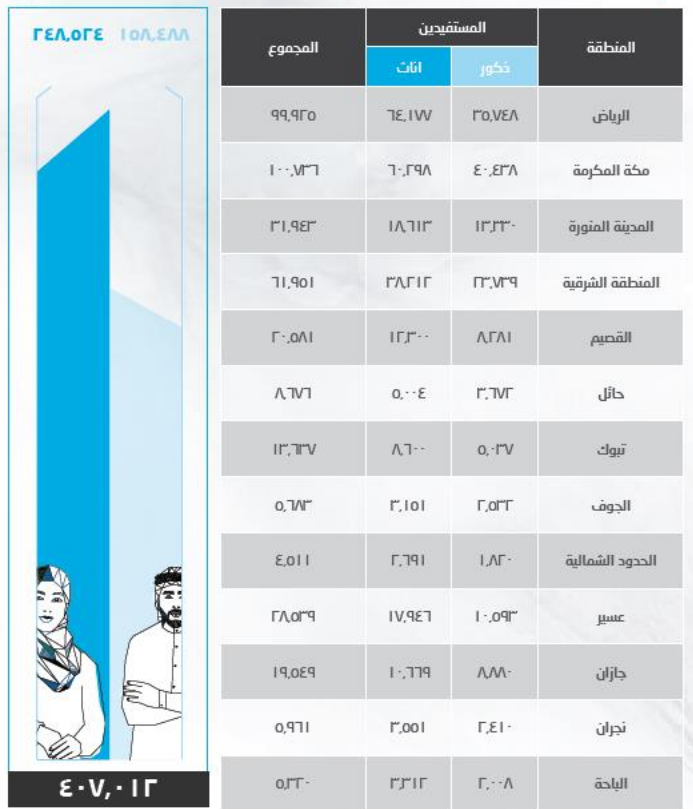 المنطقة المستفيدين المجموع
ذكور اناث
الرياض ٣٥,٧٤٨ ٦٤,١٧٧ ٩٩,٩٢٥
مكة المكرمة ٤٠,٤٣٨ ٦٠,٢٩٨ ١٠٠,٧٣٦
المدينة المنورة ١٣,٣٣٠ ١٨,٦١٣ ٣١,٩٤٣
المنطقة الشرقية ٢٣,٧٣٩ ٣٨,٢١٢ ٦١,٩٥١
القصيم ٨,٢٨١ ١٢,٣٠٠ ٢٠,٥٨١
حائل ٣,٦٧٢ ٥,٠٠٤ ٨,٦٧٦
تبوك ٥,٠٣٧ ٨,٦٠٠ ١٣,٦٣٧
الجوف ٢,٥٣٢ ٣,١٥١ ٥,٦٨٣
الحدود الشمالية ١,٨٢٠ ٢,٦٩١ ٤,٥١١
عسير ١٠,٥٩٣ ١٧,٩٤٦ ٢٨,٥٣٩
جازان ٨,٨٨٠ ١٠,٦٦٩ ١٩,٥٤٩
نجران ٢,٤١٠ ٣,٥٥١ ٥,٩٦١
الباحة ٢,٠٠٨ ٣,٣١٢ ٥,٣٢٠
١٥٨,٤٨٨ ٢٤٨,٥٢٤
٤٠٧,٠١٢